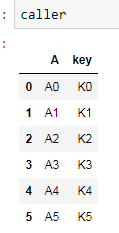 : caller
:
A key
0 A0 K0
1 A1 K1
2 A2 K2
3 A3 K3
4 A4 K4
5 A5 K5